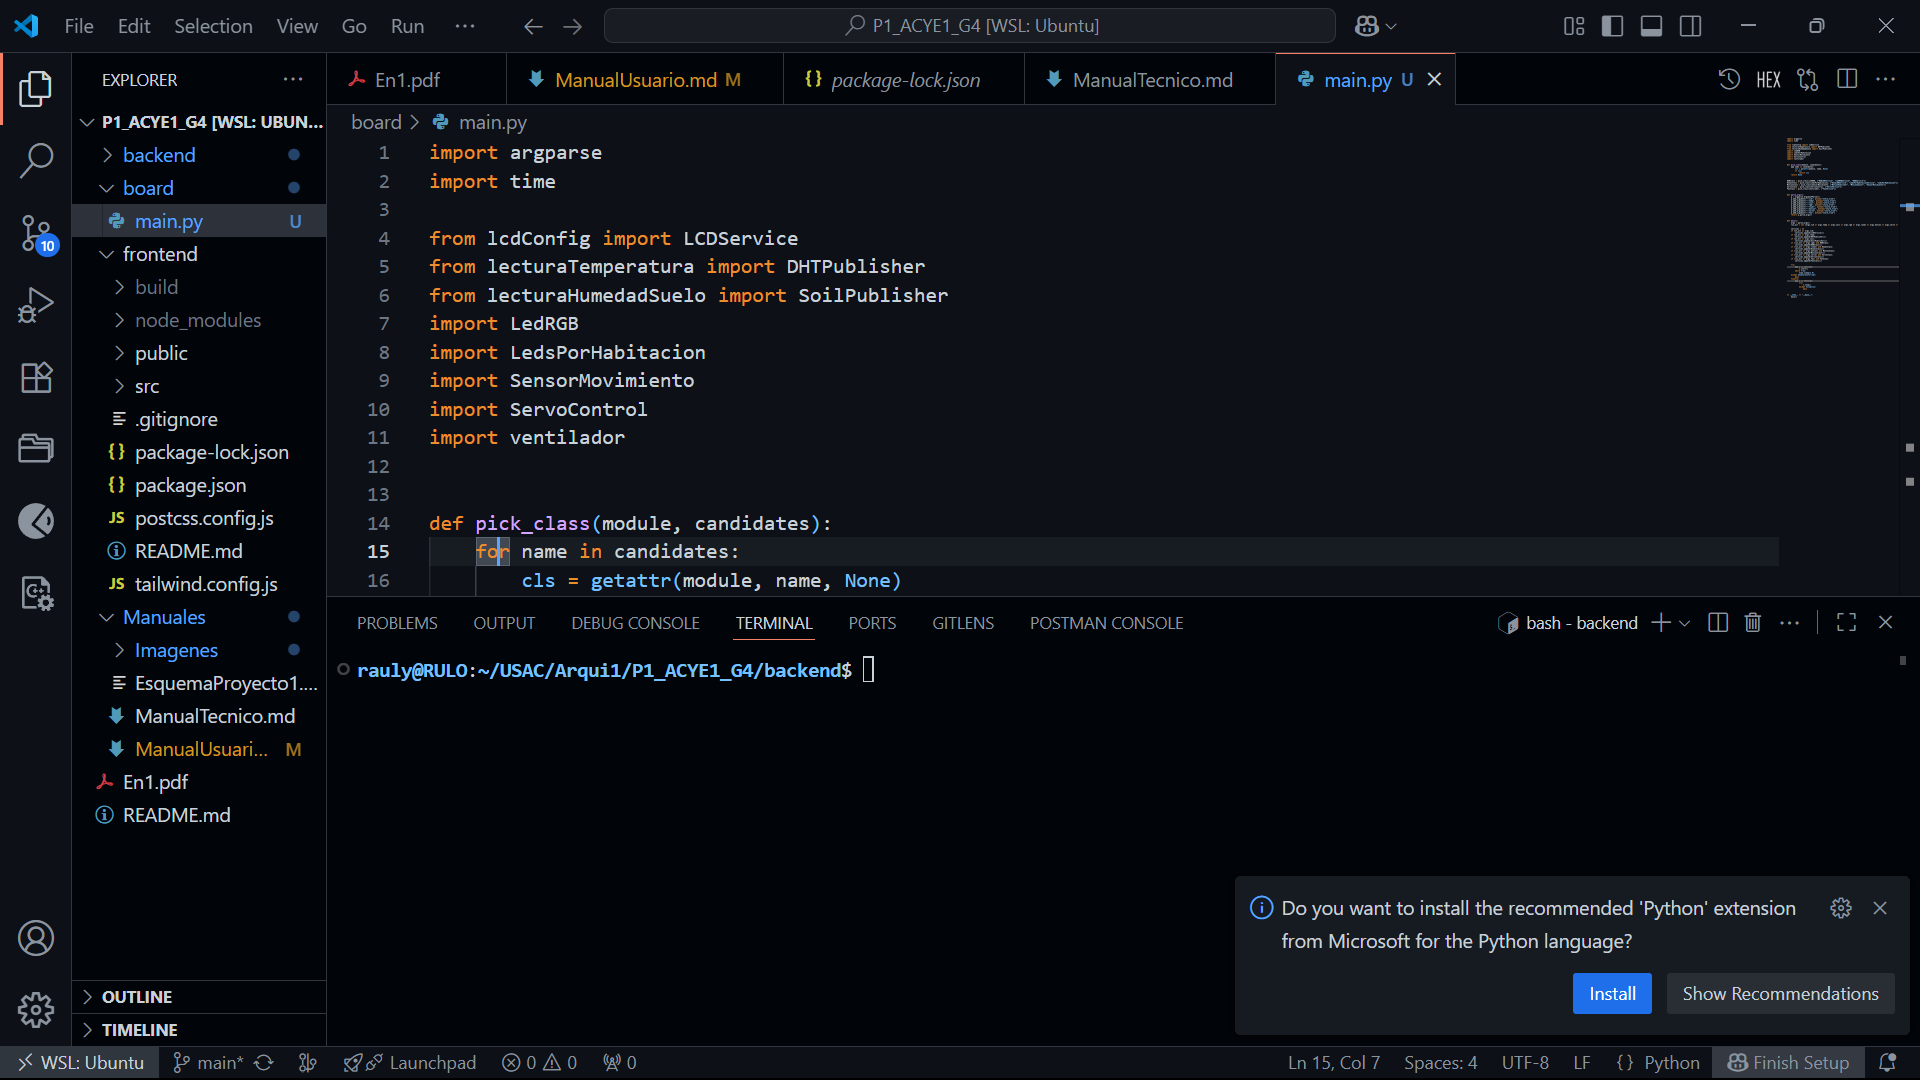 File Edit Selection View Go Run ···
P1_ACYE1_G4 [WSL: Ubuntu]
EXPLORER
En1.pdf
ManualUsuario.md M
package-lock.json
ManualTecnico.md
main.py U
HEX
P1_ACYE1_G4 [WSL: UBUN...
backend
board
main.py U
frontend
build
node_modules
public
src
.gitignore
package-lock.json
package.json
postcss.config.js
README.md
tailwind.config.js
Manuales
Imagenes
EsquemaProyecto1....
ManualTecnico.md
ManualUsuari... M
En1.pdf
README.md
OUTLINE
TIMELINE
10
board > main.py
1 import argparse
2 import time
3
4 from lcdConfig import LCDService
5 from lecturaTemperatura import DHTPublisher
6 from lecturaHumedadSuelo import SoilPublisher
7 import LedRGB
8 import LedsPorHabitacion
9 import SensorMovimiento
10 import ServoControl
11 import ventilador
12
13
14 def pick_class(module, candidates):
15 for name in candidates:
16 cls = getattr(module, name, None)
PROBLEMS OUTPUT DEBUG CONSOLE TERMINAL PORTS GITLENS POSTMAN CONSOLE
bash - backend
rauly@RULO:~/USAC/Arqui1/P1_ACYE1_G4/backend$
Do you want to install the recommended 'Python' extension
from Microsoft for the Python language?
Install
Show Recommendations
WSL: Ubuntu main* Launchpad 0 0 0
Ln 15, Col 7 Spaces: 4 UTF-8 LF {} Python Finish Setup